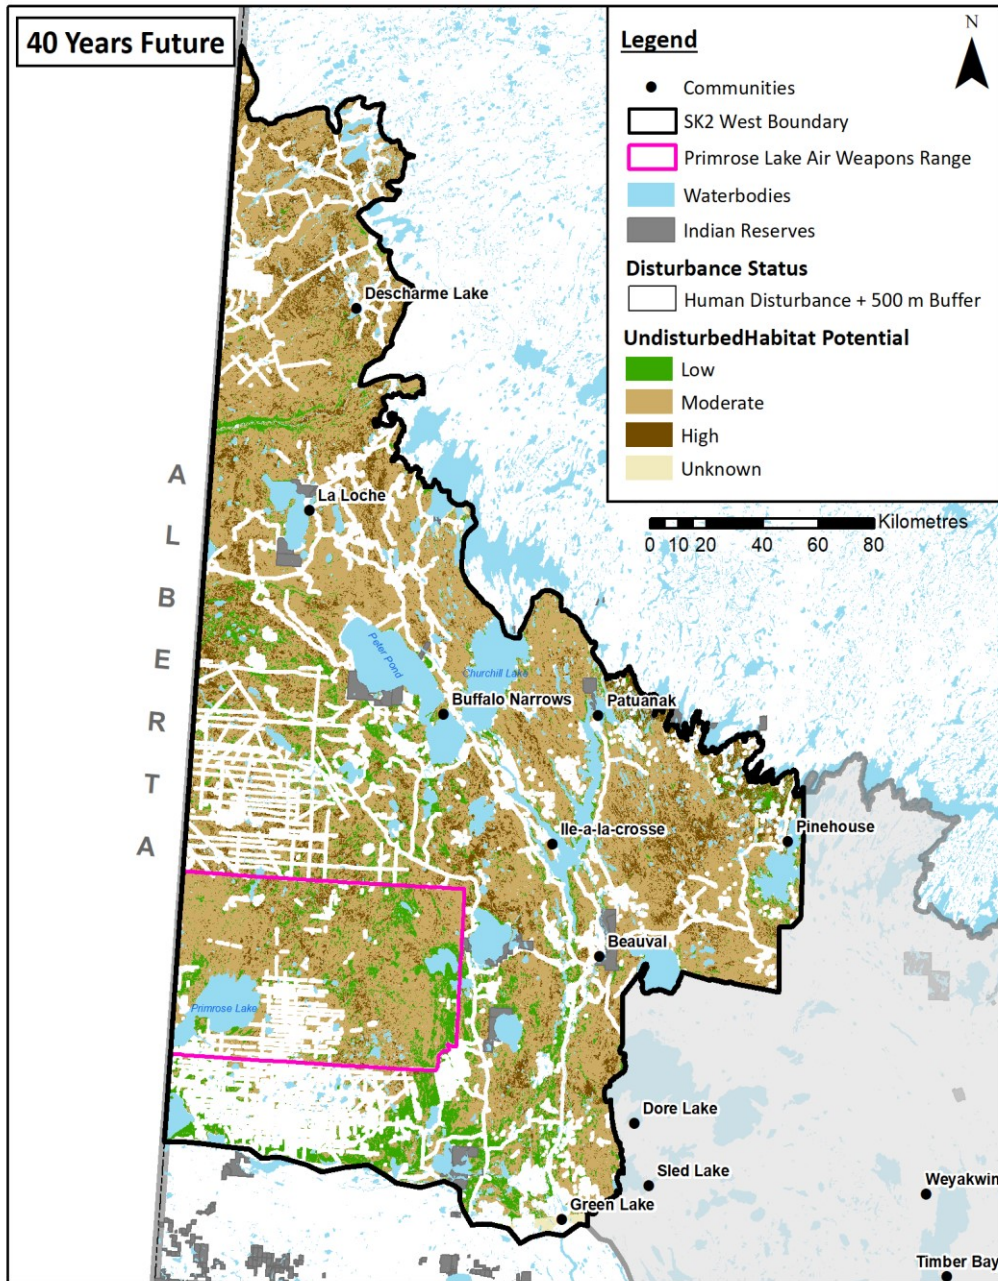 40 Years Future
Legend
N
Communities
SK2 West Boundary
Primrose Lake Air Weapons Range
Waterbodies
Indian Reserves
Disturbance Status
Human Disturbance + 500 m Buffer
UndisturbedHabitat Potential
Low
Moderate
High
Unknown
Kilometres
0 10 20 40 60 80
Descharme Lake
La Loche
A
L
B
E
R
T
A
Peter Pond
Churchill Lake
Buffalo Narrows
Patuanak
Ile-a-la-crosse
Pinehouse
Beauval
Primrose Lake
Dore Lake
Sled Lake
Weyakwin
Green Lake
Timber Bay